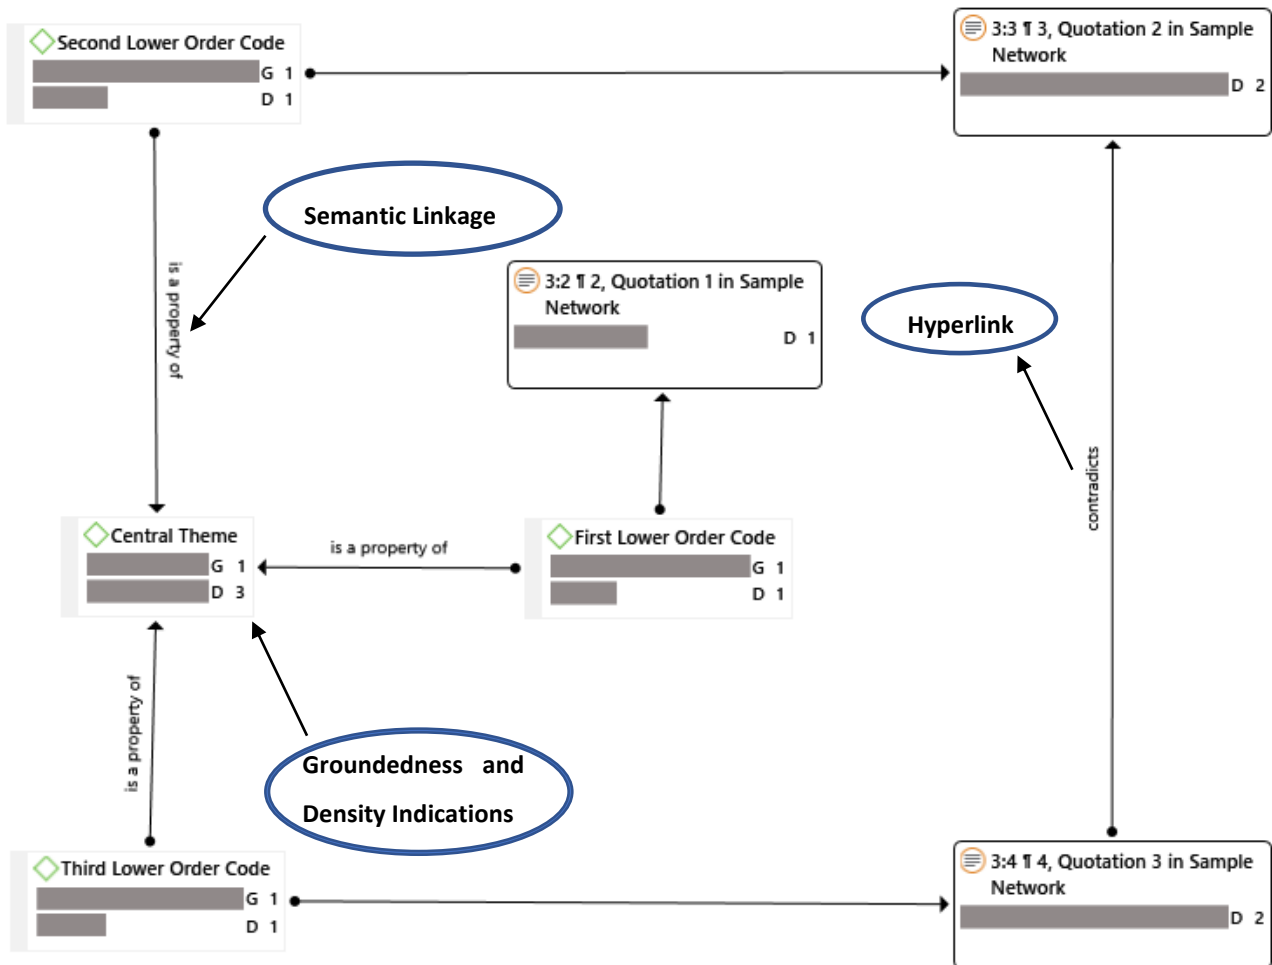 Second Lower Order Code
G 1
D 1
3:3 ¶ 3, Quotation 2 in Sample
Network
D 2
Semantic Linkage
is a property of
3:2 ¶ 2, Quotation 1 in Sample
Network
D 1
Hyperlink
contradicts
Central Theme
G 1
D 3
is a property of
First Lower Order Code
G 1
D 1
is a property of
Groundedness and
Density Indications
Third Lower Order Code
G 1
D 1
3:4 ¶ 4, Quotation 3 in Sample
Network
D 2